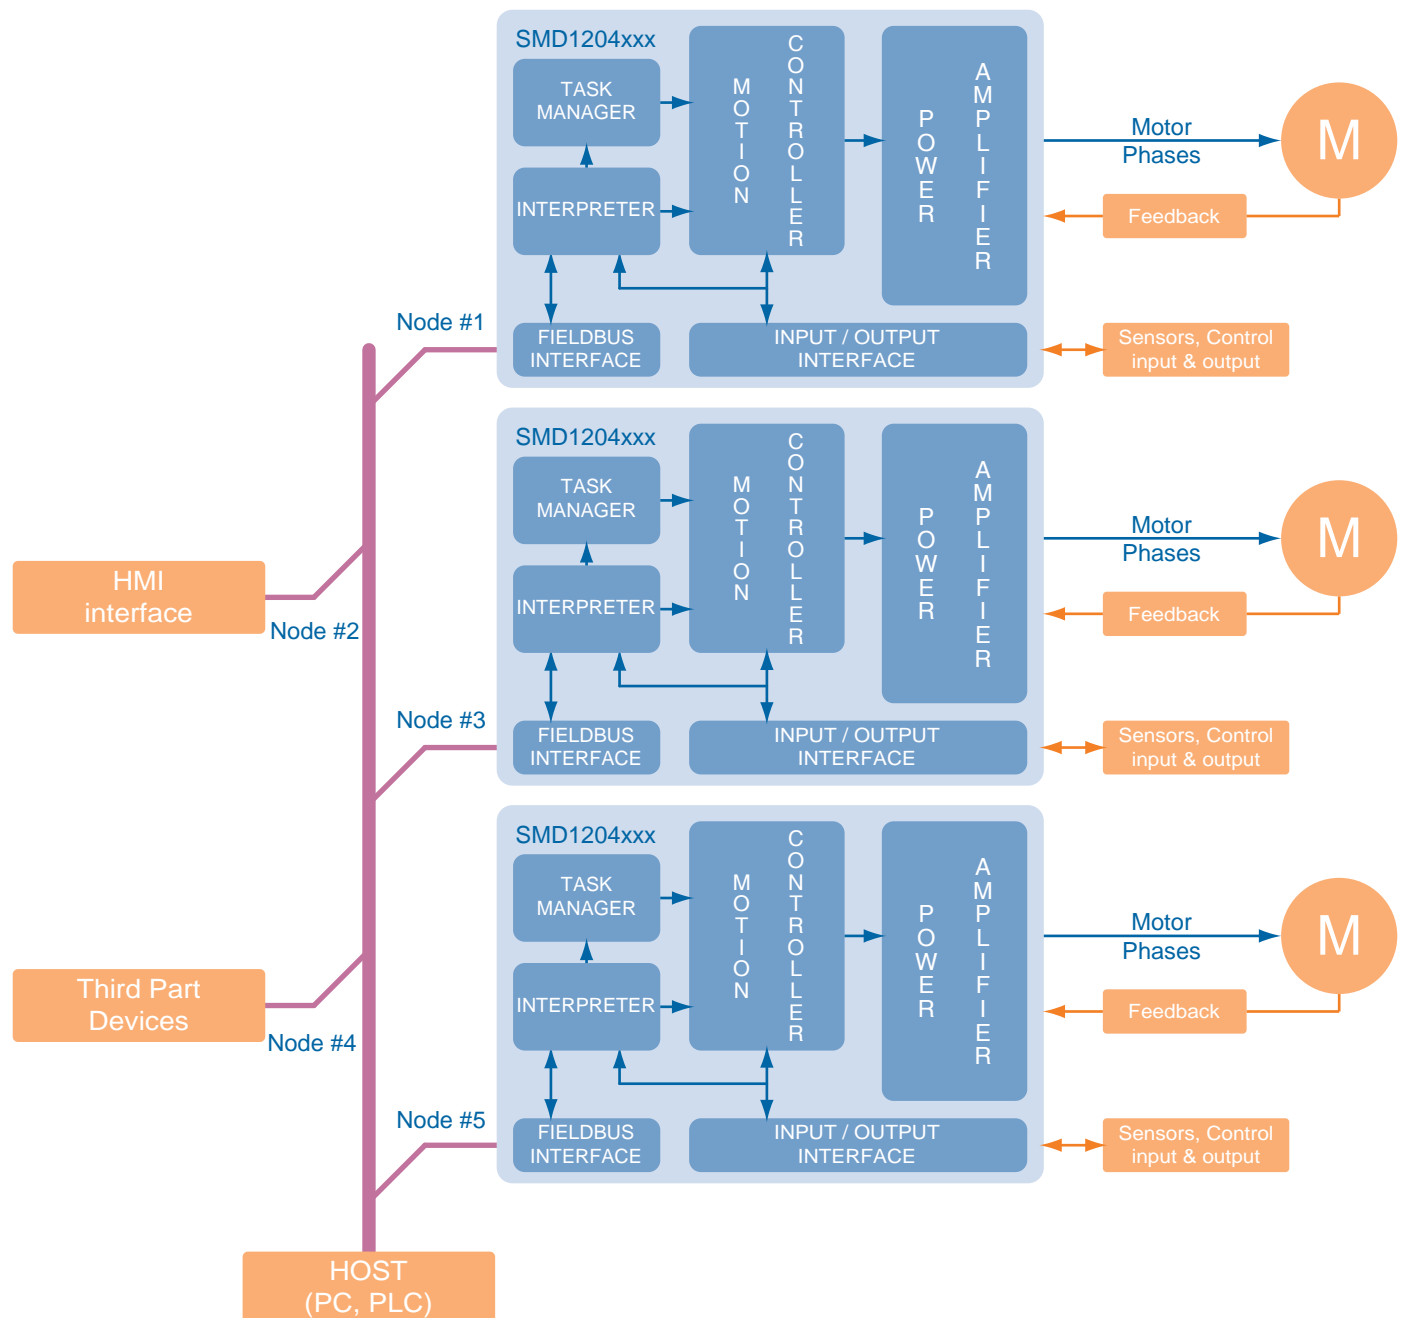 SMD1204xxx
TASK
MANAGER
INTERPRETER
MOTION
CONTROLLER
POWER
AMPLIFIER
FIELDBUS
INTERFACE
INPUT / OUTPUT
INTERFACE
Motor
Phases
M
Feedback
Sensors, Control
input & output
Node #1
SMD1204xxx
TASK
MANAGER
INTERPRETER
MOTION
CONTROLLER
POWER
AMPLIFIER
FIELDBUS
INTERFACE
INPUT / OUTPUT
INTERFACE
Motor
Phases
M
Feedback
Sensors, Control
input & output
HMI
interface
Node #2
Node #3
SMD1204xxx
TASK
MANAGER
INTERPRETER
MOTION
CONTROLLER
POWER
AMPLIFIER
FIELDBUS
INTERFACE
INPUT / OUTPUT
INTERFACE
Motor
Phases
M
Feedback
Sensors, Control
input & output
Third Part
Devices
Node #4
Node #5
HOST
(PC, PLC)